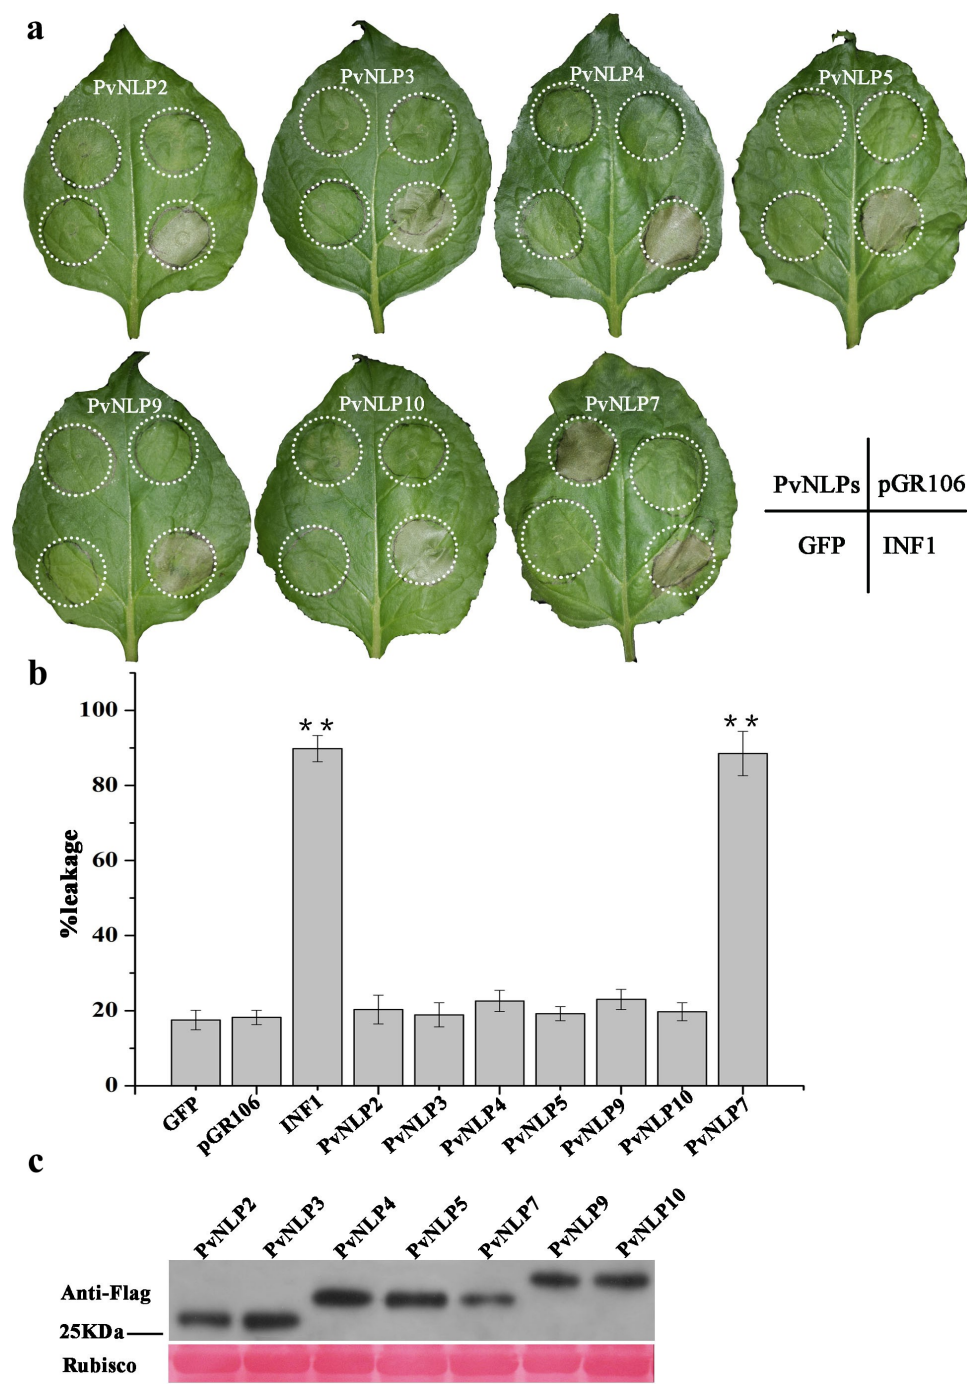 a
PvNLP2
PvNLP3
PvNLP4
PvNLP5
PvNLP9
PvNLP10
PvNLP7
PvNLPs pGR106
GFP INF1
b
%leakage
100
80
60
40
20
0
** **
GFP pGR106 INF1 PvNLP2 PvNLP3 PvNLP4 PvNLP5 PvNLP9 PvNLP10 PvNLP7
c
PvNLP2 PvNLP3 PvNLP4 PvNLP5 PvNLP7 PvNLP9 PvNLP10
Anti-Flag
25KDa
Rubisco